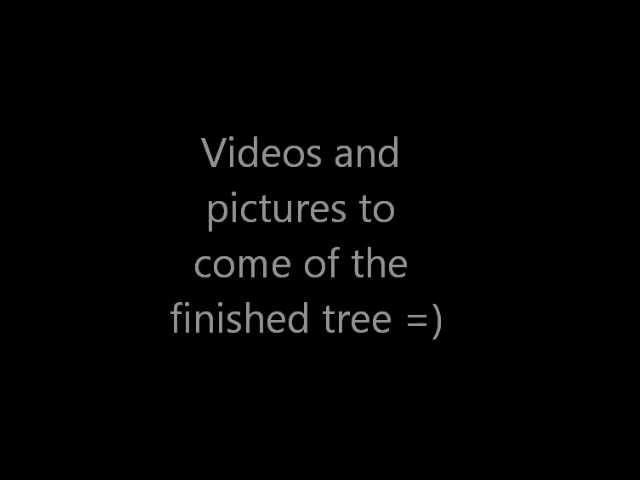 Videos and
pictures to
come of the
finished tree =)